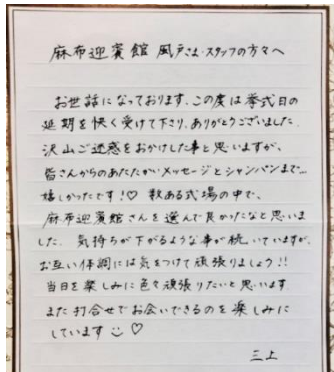 麻布迎賓館 風戸さま・スタッフの方々へ
お世話になっております。この度は挙式日の
延期を快く受けて下さり、ありがとうございました。
沢山ご迷惑をおかけした事と思いますが、
皆さんからのあたたかいメッセージとシャンパンまで…
嬉しかったです！♡ 数ある式場の中で、
麻布迎賓館さんを選んで良かったなと思いま
した。気持ちが下がるような事が続いていますが、
お互い体調には気をつけて頑張りましょう！！
当日を楽しみに色々頑張りたいと思います
また打合せでお会いできるのを楽しみに
しています☺♡
三上